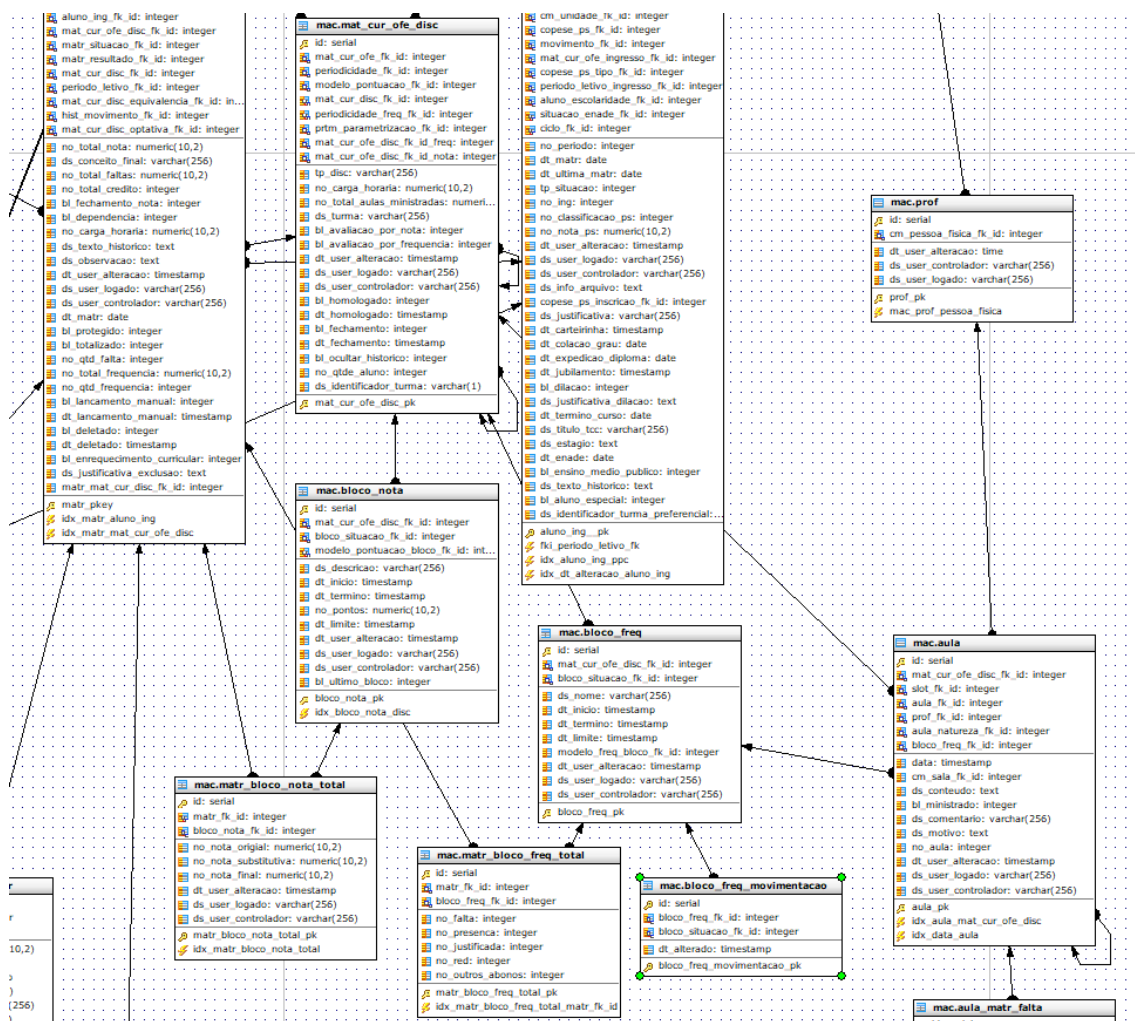 aluno_ing_fk_id: integer
mat_cur_ofe_disc_fk_id: integer
matr_situacao_fk_id: integer
matr_resultado_fk_id: integer
mat_cur_disc_fk_id: integer
periodo_letivo_fk_id: integer
mat_cur_disc_equivalencia_fk_id: in...
hist_movimento_fk_id: integer
mat_cur_disc_optativa_fk_id: integer
no_total_nota: numeric(10,2)
ds_conceito_final: varchar(256)
no_total_faltas: numeric(10,2)
no_total_credito: integer
bl_fechamento_nota: integer
bl_dependencia: integer
no_carga_horaria: numeric(10,2)
ds_texto_historico: text
ds_observacao: text
dt_user_alteracao: timestamp
ds_user_logado: varchar(256)
ds_user_controlador: varchar(256)
dt_matr: date
bl_protegido: integer
bl_totalizado: integer
no_qtd_falta: integer
no_total_frequencia: numeric(10,2)
no_qtd_frequencia: integer
bl_lancamento_manual: integer
dt_lancamento_manual: timestamp
bl_deletado: integer
dt_deletado: timestamp
bl_enrequecimento_curricular: integer
ds_justificativa_exclusao: text
matr_mat_cur_disc_fk_id: integer
matr_pkey
idx_matr_aluno_ing
idx_matr_mat_cur_ofe_disc
mac.mat_cur_ofe_disc
id: serial
mat_cur_ofe_fk_id: integer
periodicidade_fk_id: integer
modelo_pontuacao_fk_id: integer
mat_cur_disc_fk_id: integer
periodicidade_freq_fk_id: integer
prtm_parametrizacao_fk_id: integer
mat_cur_ofe_disc_fk_id_freq: integer
mat_cur_ofe_disc_fk_id_nota: integer
tp_disc: varchar(256)
no_carga_horaria: numeric(10,2)
no_total_aulas_ministradas: numeri...
ds_turma: varchar(256)
bl_avaliacao_por_nota: integer
bl_avaliacao_por_frequencia: integer
dt_user_alteracao: timestamp
ds_user_logado: varchar(256)
ds_user_controlador: varchar(256)
bl_homologado: integer
dt_homologado: timestamp
bl_fechamento: integer
dt_fechamento: timestamp
bl_ocultar_historico: integer
no_qtde_aluno: integer
ds_identificador_turma: varchar(1)
mat_cur_ofe_disc_pk
cm_unidade_fk_id: integer
copese_ps_fk_id: integer
movimento_fk_id: integer
mat_cur_ofe_ingresso_fk_id: integer
copese_ps_tipo_fk_id: integer
periodo_letivo_ingresso_fk_id: integer
aluno_escolaridade_fk_id: integer
situacao_enade_fk_id: integer
ciclo_fk_id: integer
no_periodo: integer
dt_matr: date
dt_ultima_matr: date
tp_situacao: integer
no_ing: integer
no_classificacao_ps: integer
no_nota_ps: numeric(10,2)
dt_user_alteracao: timestamp
ds_user_logado: varchar(256)
ds_user_controlador: varchar(256)
ds_info_arquivo: text
copese_ps_inscricao_fk_id: integer
ds_justificativa: varchar(256)
dt_carteirinha: timestamp
dt_colacao_grau: date
dt_expedicao_diploma: date
dt_jubilamento: timestamp
bl_dilacao: integer
ds_justificativa_dilacao: text
dt_termino_curso: date
ds_titulo_tcc: varchar(256)
ds_estagio: text
dt_enade: date
bl_ensino_medio_publico: integer
ds_texto_historico: text
bl_aluno_especial: integer
ds_identificador_turma_preferencial:...
aluno_ing__pk
fki_periodo_letivo_fk
idx_aluno_ing_ppc
idx_dt_alteracao_aluno_ing
mac.prof
id: serial
cm_pessoa_fisica_fk_id: integer
dt_user_alteracao: time
ds_user_controlador: varchar(256)
ds_user_logado: varchar(256)
prof_pk
mac_prof_pessoa_fisica
mac.bloco_nota
id: serial
mat_cur_ofe_disc_fk_id: integer
bloco_situacao_fk_id: integer
modelo_pontuacao_bloco_fk_id: int...
ds_descricao: varchar(256)
dt_inicio: timestamp
dt_termino: timestamp
no_pontos: numeric(10,2)
dt_limite: timestamp
dt_user_alteracao: timestamp
ds_user_logado: varchar(256)
ds_user_controlador: varchar(256)
bl_ultimo_bloco: integer
bloco_nota_pk
idx_bloco_nota_disc
mac.bloco_freq
id: serial
mat_cur_ofe_disc_fk_id: integer
bloco_situacao_fk_id: integer
ds_nome: varchar(256)
dt_inicio: timestamp
dt_termino: timestamp
dt_limite: timestamp
modelo_freq_bloco_fk_id: integer
dt_user_alteracao: timestamp
ds_user_logado: varchar(256)
ds_user_controlador: varchar(256)
bloco_freq_pk
mac.aula
id: serial
mat_cur_ofe_disc_fk_id: integer
slot_fk_id: integer
aula_fk_id: integer
prof_fk_id: integer
aula_natureza_fk_id: integer
bloco_freq_fk_id: integer
data: timestamp
cm_sala_fk_id: integer
ds_conteudo: text
bl_ministrado: integer
ds_comentario: varchar(256)
ds_motivo: text
no_aula: integer
dt_user_alteracao: timestamp
ds_user_logado: varchar(256)
ds_user_controlador: varchar(256)
aula_pk
idx_aula_mat_cur_ofe_disc
idx_data_aula
mac.matr_bloco_nota_total
id: serial
matr_fk_id: integer
bloco_nota_fk_id: integer
no_nota_origial: numeric(10,2)
no_nota_substitutiva: numeric(10,2)
no_nota_final: numeric(10,2)
dt_user_alteracao: timestamp
ds_user_logado: varchar(256)
ds_user_controlador: varchar(256)
matr_bloco_nota_total_pk
idx_matr_bloco_nota_total
mac.matr_bloco_freq_total
id: serial
matr_fk_id: integer
bloco_freq_fk_id: integer
no_falta: integer
no_presenca: integer
no_justificada: integer
no_red: integer
no_outros_abonos: integer
matr_bloco_freq_total_pk
idx_matr_bloco_freq_total_matr_fk_id
mac.bloco_freq_movimentacao
id: serial
bloco_freq_fk_id: integer
bloco_situacao_fk_id: integer
dt_alterado: timestamp
bloco_freq_movimentacao_pk
r
r
10,2)
o
)
(256)
mac.aula_matr_falta